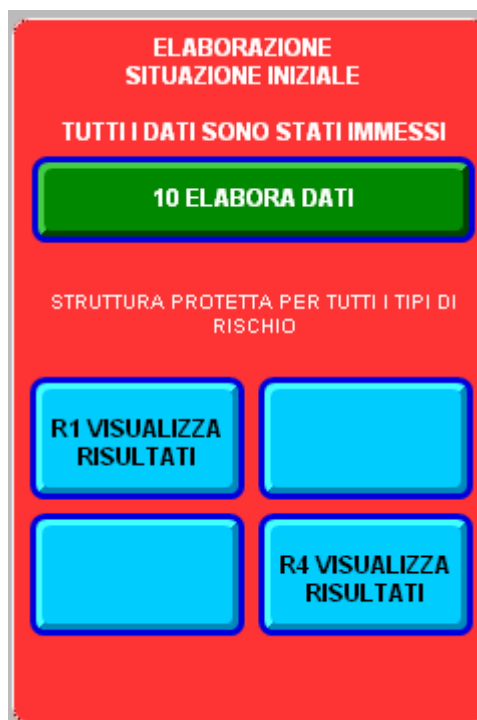 ELABORAZIONE
SITUAZIONE INIZIALE
TUTTI I DATI SONO STATI IMMESSI
10 ELABORA DATI
STRUTTURA PROTETTA PER TUTTI I TIPI DI
RISCHIO
R1 VISUALIZZA
RISULTATI
R4 VISUALIZZA
RISULTATI